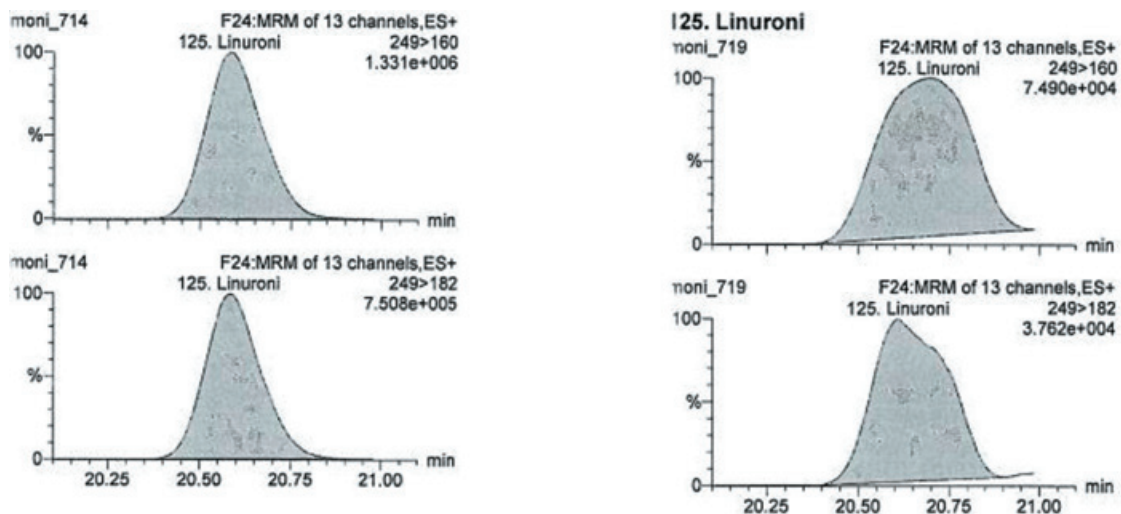 moni_714 F24:MRM of 13 channels,ES+
125. Linuroni 249>160
1.331e+006
100
%
0
min
moni_714 F24:MRM of 13 channels,ES+
125. Linuroni 249>182
7.508e+005
100
%
0
min
20.25 20.50 20.75 21.00
125. Linuroni
moni_719 F24:MRM of 13 channels,ES+
125. Linuroni 249>160
7.490e+004
100
%
0
min
moni_719 F24:MRM of 13 channels,ES+
125. Linuroni 249>182
3.762e+004
100
%
0
min
20.25 20.50 20.75 21.00